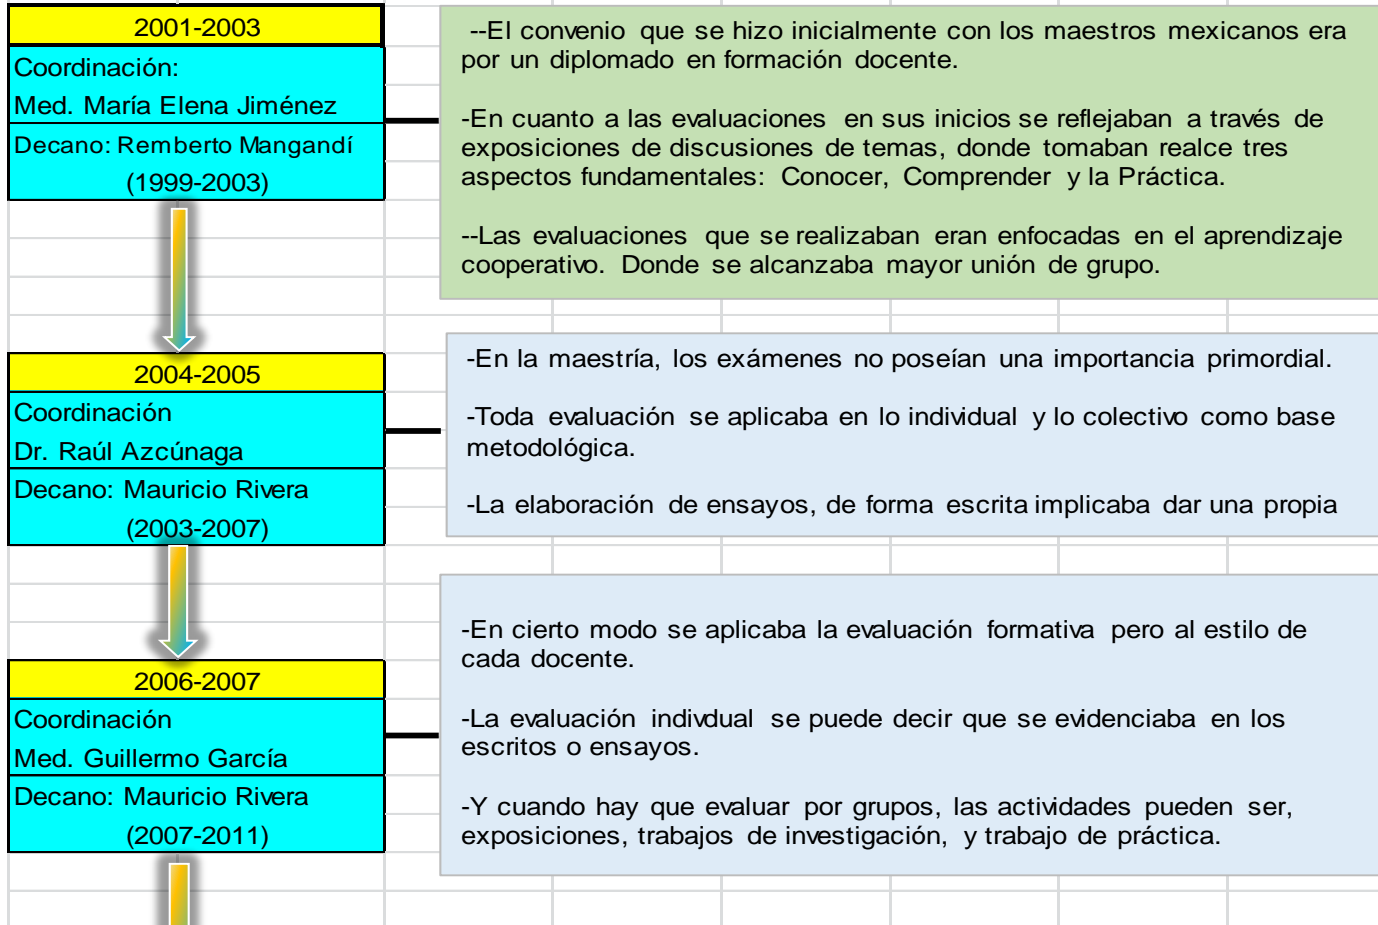 2001-2003
Coordinación:
Med. María Elena Jiménez
Decano: Remberto Mangandí
(1999-2003)
--El convenio que se hizo inicialmente con los maestros mexicanos era
por un diplomado en formación docente.
-En cuanto a las evaluaciones en sus inicios se reflejaban a través de
exposiciones de discusiones de temas, donde tomaban realce tres
aspectos fundamentales: Conocer, Comprender y la Práctica.
--Las evaluaciones que se realizaban eran enfocadas en el aprendizaje
cooperativo. Donde se alcanzaba mayor unión de grupo.
2004-2005
Coordinación
Dr. Raúl Azcúnaga
Decano: Mauricio Rivera
(2003-2007)
-En la maestría, los exámenes no poseían una importancia primordial.
-Toda evaluación se aplicaba en lo individual y lo colectivo como base
metodológica.
-La elaboración de ensayos, de forma escrita implicaba dar una propia
2006-2007
Coordinación
Med. Guillermo García
Decano: Mauricio Rivera
(2007-2011)
-En cierto modo se aplicaba la evaluación formativa pero al estilo de
cada docente.
-La evaluación indivdual se puede decir que se evidenciaba en los
escritos o ensayos.
-Y cuando hay que evaluar por grupos, las actividades pueden ser,
exposiciones, trabajos de investigación, y trabajo de práctica.